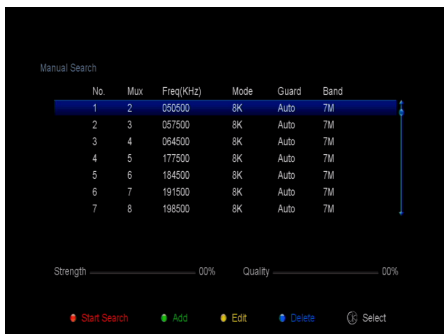 Manual Search
No. Mux Freq(KHz) Mode Guard Band
1 2 050500 8K Auto 7M
2 3 057500 8K Auto 7M
3 4 064500 8K Auto 7M
4 5 177500 8K Auto 7M
5 6 184500 8K Auto 7M
6 7 191500 8K Auto 7M
7 8 198500 8K Auto 7M
Strength 00% Quality 00%
Start Search Add Edit Delete Select